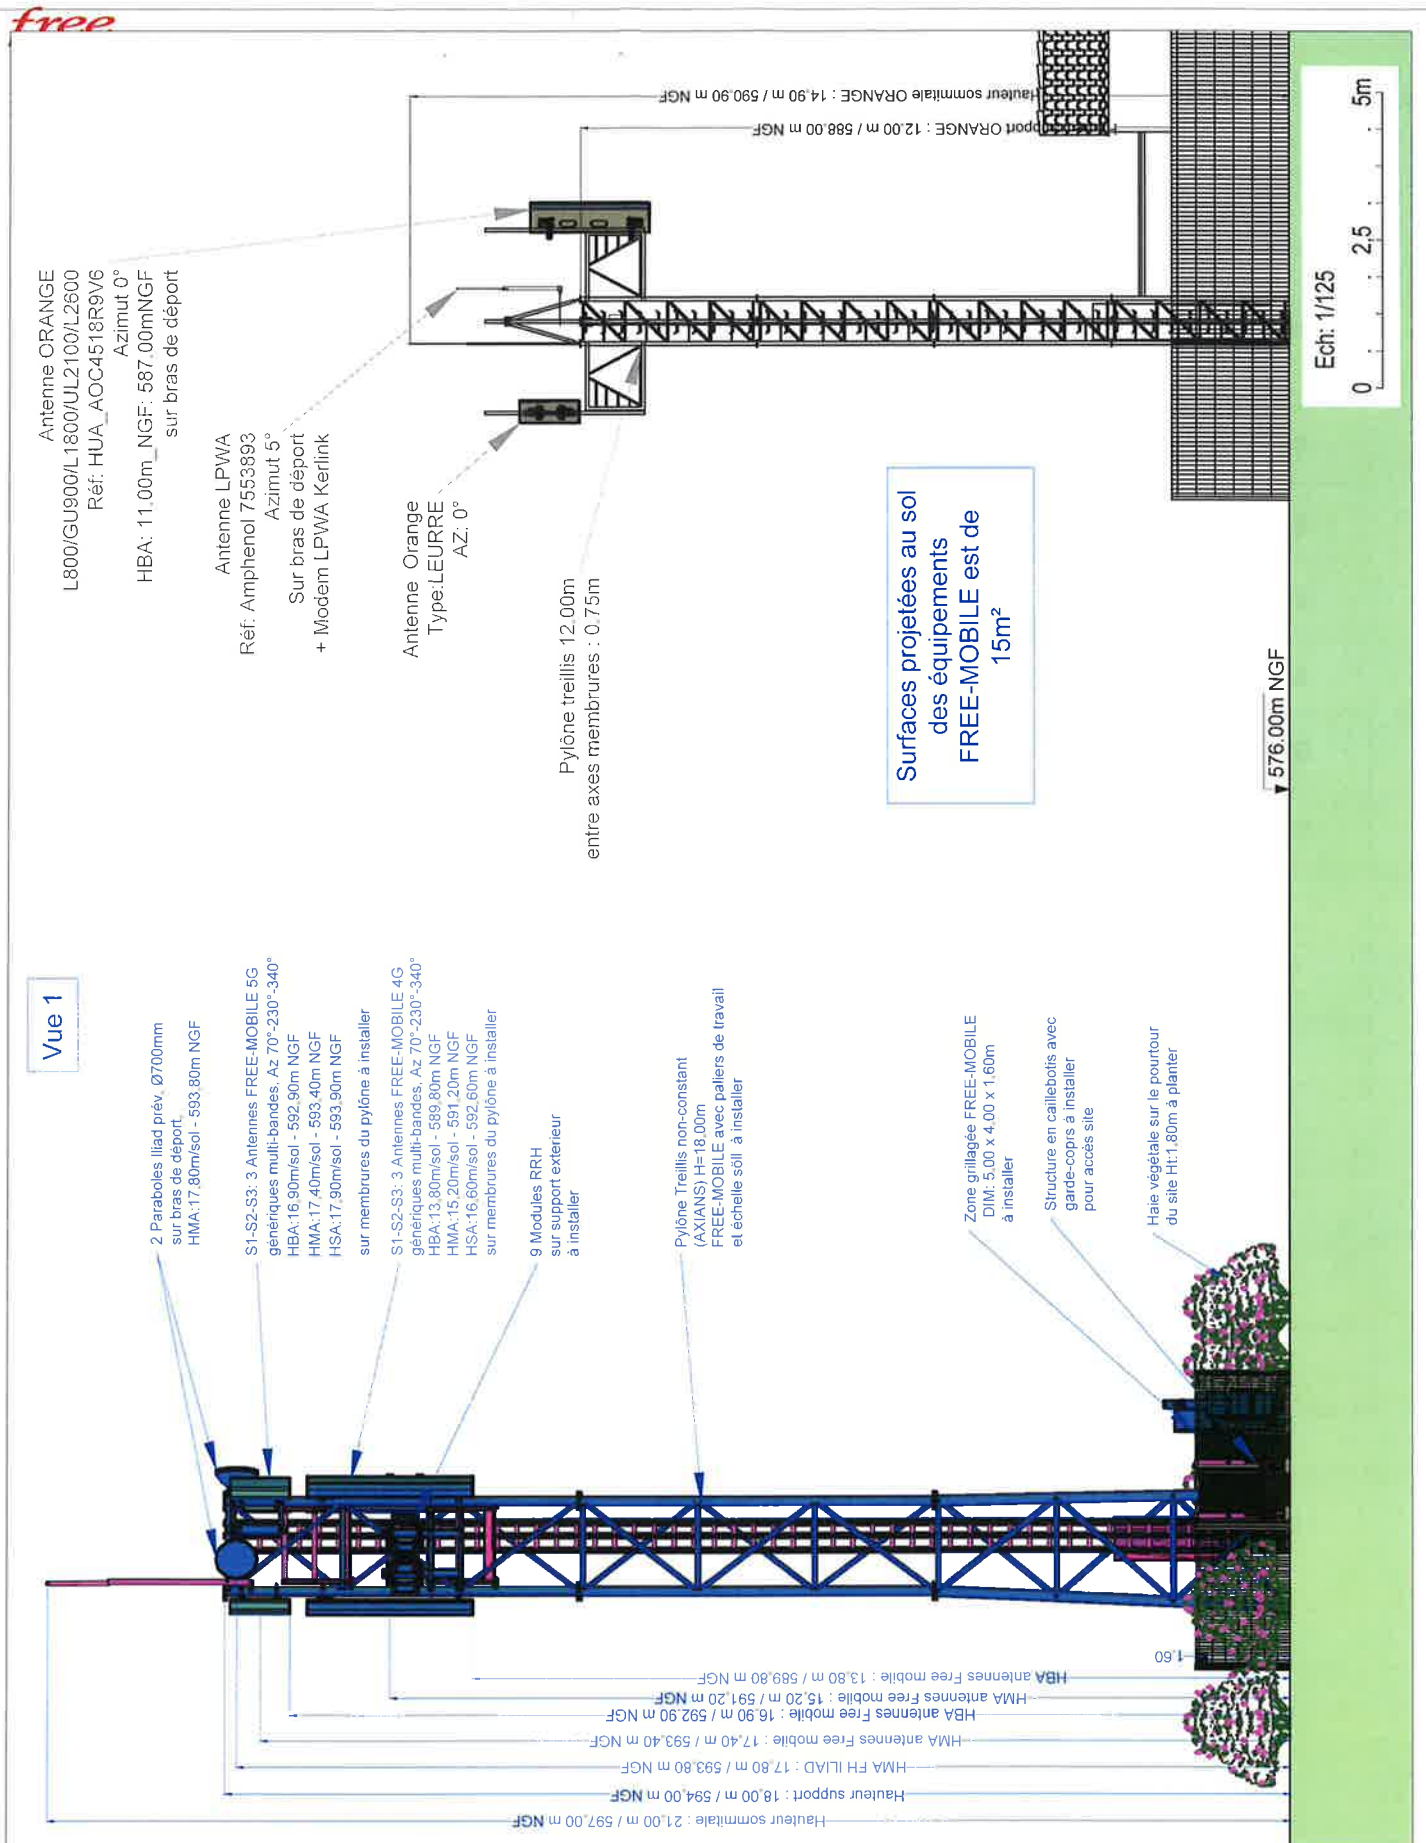 free
Vue 1
2 Paraboles Iliad prév, Ø700mm
sur bras de déport,
HMA:17,80m/sol - 593,80m NGF
S1-S2-S3: 3 Antennes FREE-MOBILE 5G
génériques multi-bandes, Az 70°-230°-340°
HBA:16,90m/sol - 592,90m NGF
HMA:17,40m/sol - 593,40m NGF
HSA:17,90m/sol - 593,90m NGF
sur membrures du pylône à installer
S1-S2-S3: 3 Antennes FREE-MOBILE 4G
génériques multi-bandes, Az 70°-230°-340°
HBA:13,80m/sol - 589,80m NGF
HMA:15,20m/sol - 591,20m NGF
HSA:16,60m/sol - 592,60m NGF
sur membrures du pylône à installer
9 Modules RRH
sur support exterieur
à installer
Pylône Treillis non-constant
(AXIANS) H=18,00m
FREE-MOBILE avec paliers de travail
et échelle söll à installer
Zone grillagée FREE-MOBILE
DIM: 5,00 x 4,00 x 1,60m
à installer
Structure en caillebotis avec
garde-coprs à installer
pour accès site
Haie végétale sur le pourtour
du site Ht:1,80m à planter
Hauteur sommitale : 21,00 m / 597,00 m NGF
Hauteur support : 18,00 m / 594,00 m NGF
HMA FH ILIAD : 17,80 m / 593,80 m NGF
HMA antennes Free mobile : 17,40 m / 593,40 m NGF
HBA antennes Free mobile : 16,90 m / 592,90 m NGF
HMA antennes Free mobile : 15,20 m / 591,20 m NGF
HBA antennes Free mobile : 13,80 m / 589,80 m NGF
1,60
Antenne ORANGE
L800/GU900/L1800/UL2100/L2600
Réf: HUA_AOC4518R9V6
Azimut 0°
HBA: 11,00m_NGF: 587,00mNGF
sur bras de déport
Antenne LPWA
Réf: Amphenol 7553893
Azimut 5°
Sur bras de déport
+ Modem LPWA Kerlink
Antenne Orange
Type:LEURRE
AZ: 0°
Pylône treillis 12,00m
entre axes membrures : 0,75m
Hauteur sommitale ORANGE : 14,90 m / 590,90 m NGF
support ORANGE : 12,00 m / 588,00 m NGF
Surfaces projetées au sol
des équipements
FREE-MOBILE est de
15m²
576.00m NGF
Ech: 1/125
0 2,5 5m